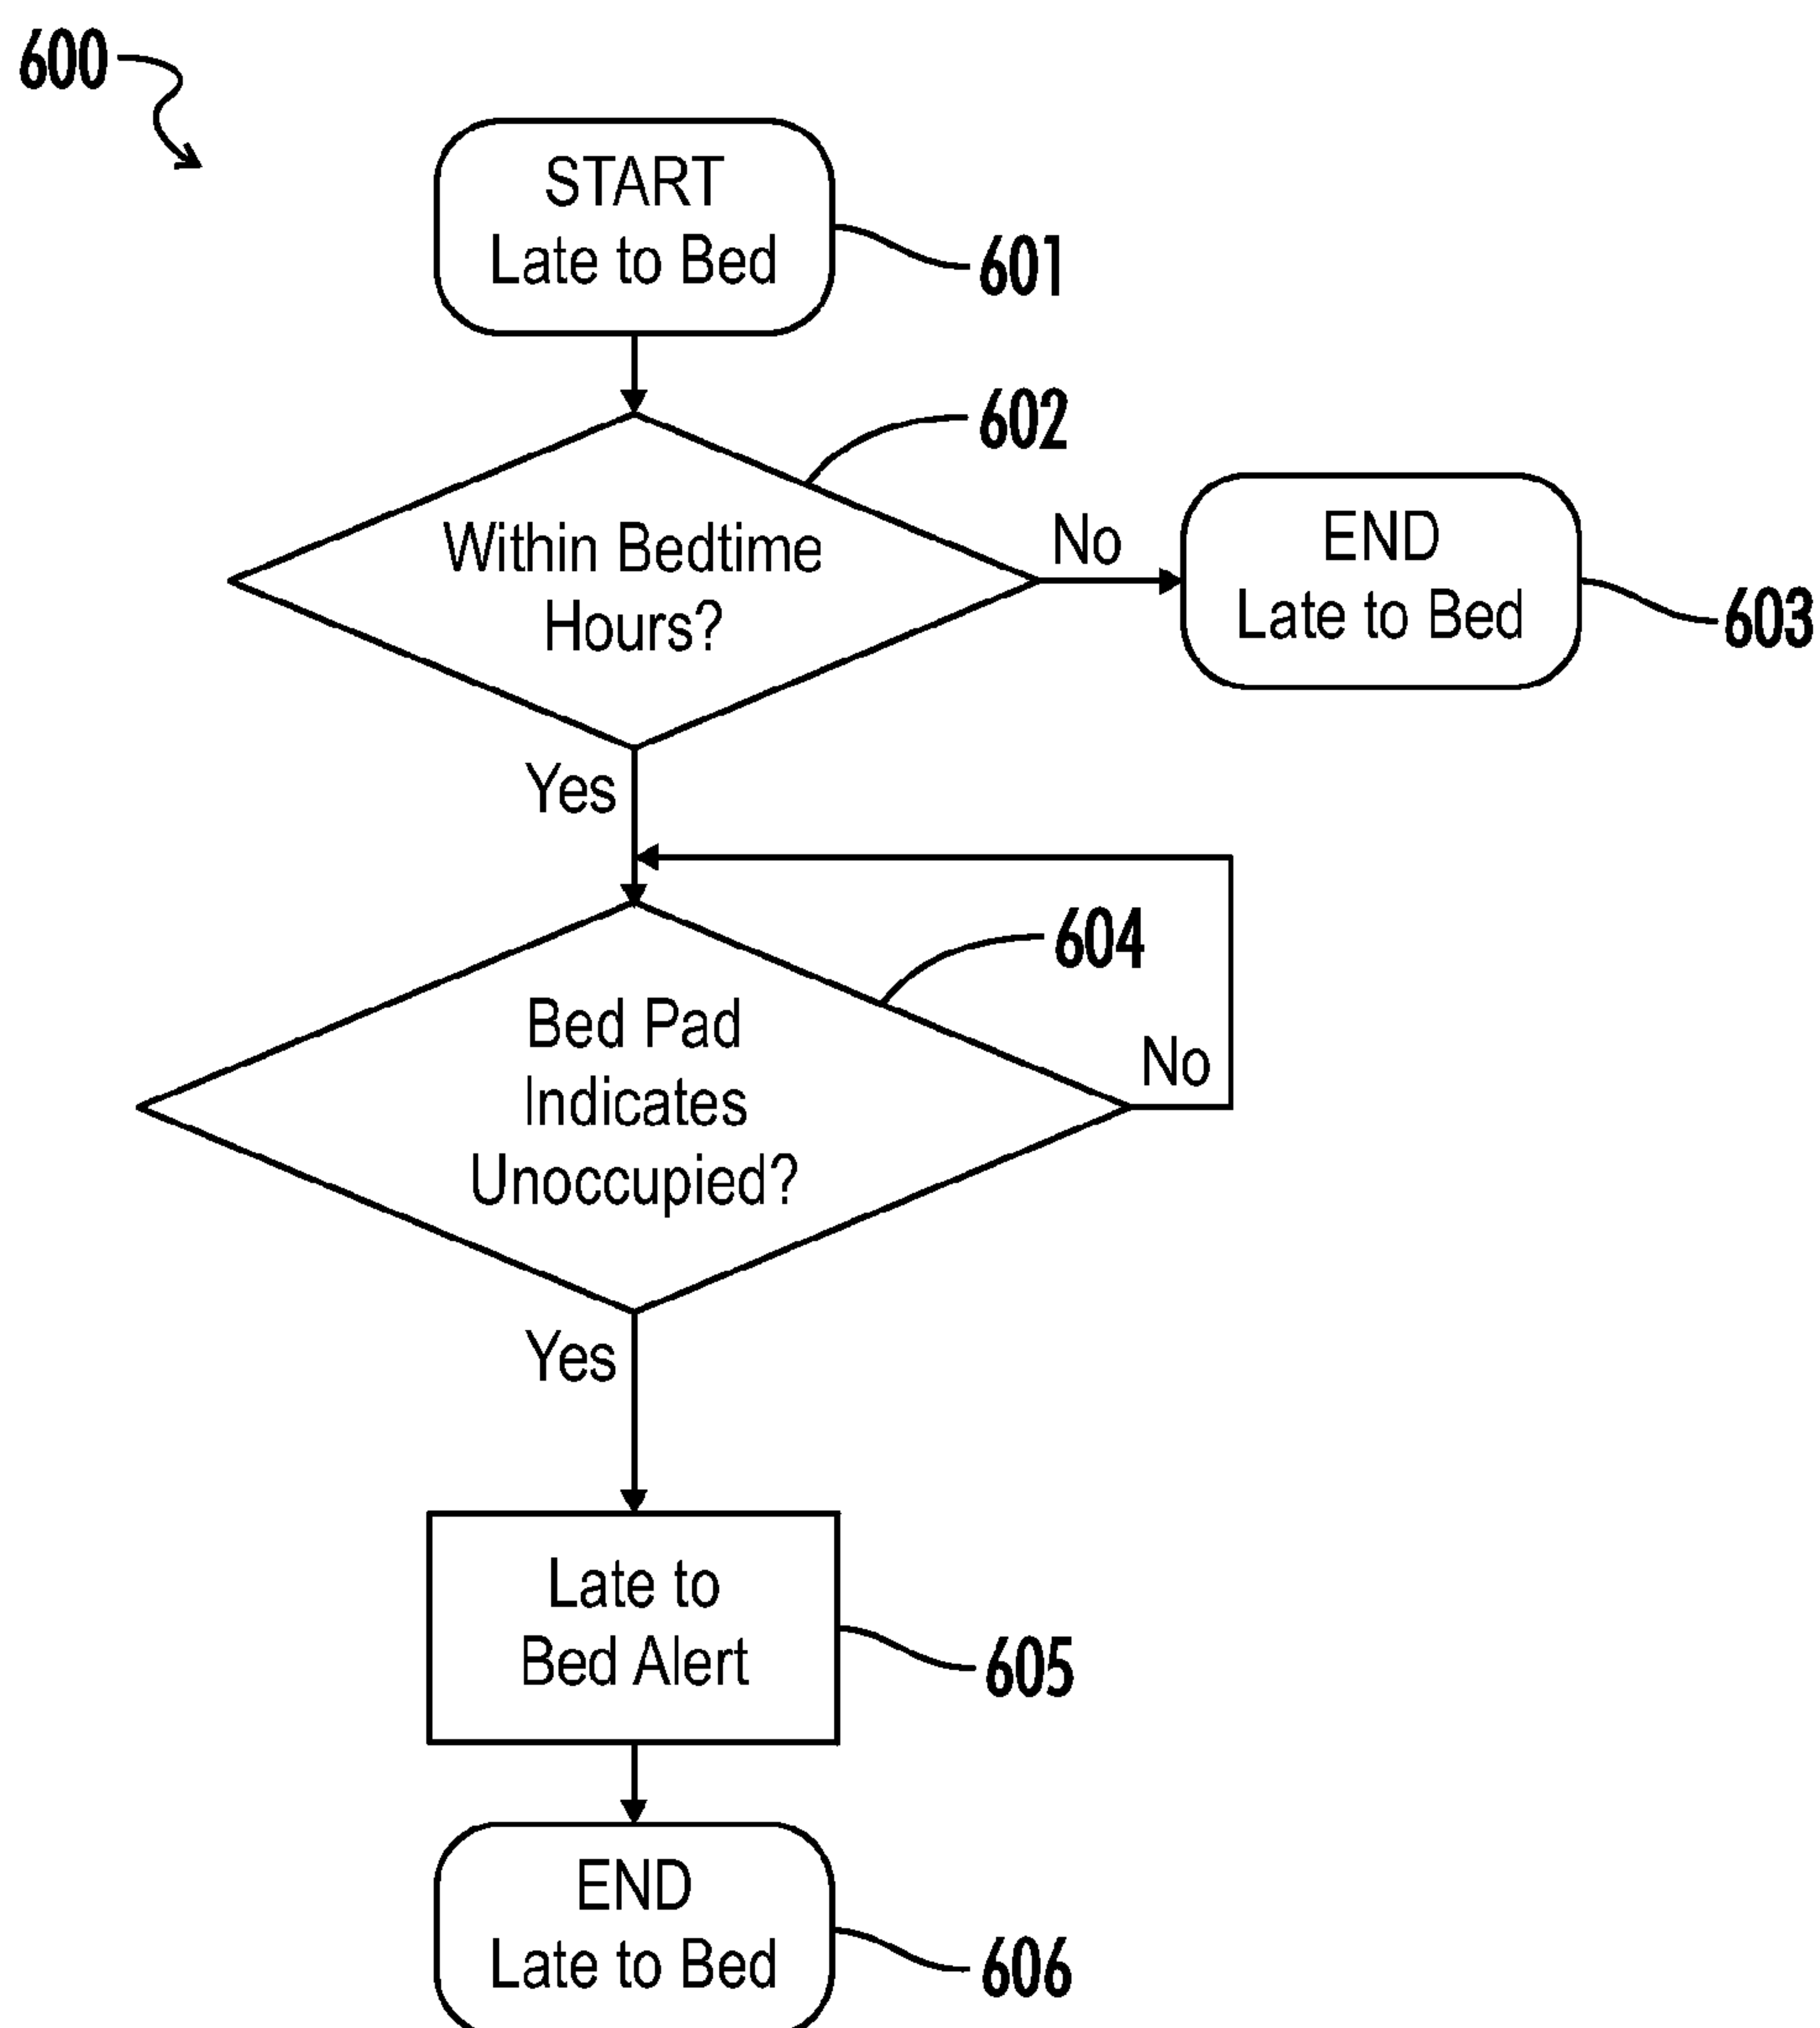 600
START
Late to Bed
601
602
Within Bedtime
Hours?
No
END
Late to Bed
603
Yes
604
Bed Pad
Indicates
Unoccupied?
No
Yes
Late to
Bed Alert
605
END
Late to Bed
606